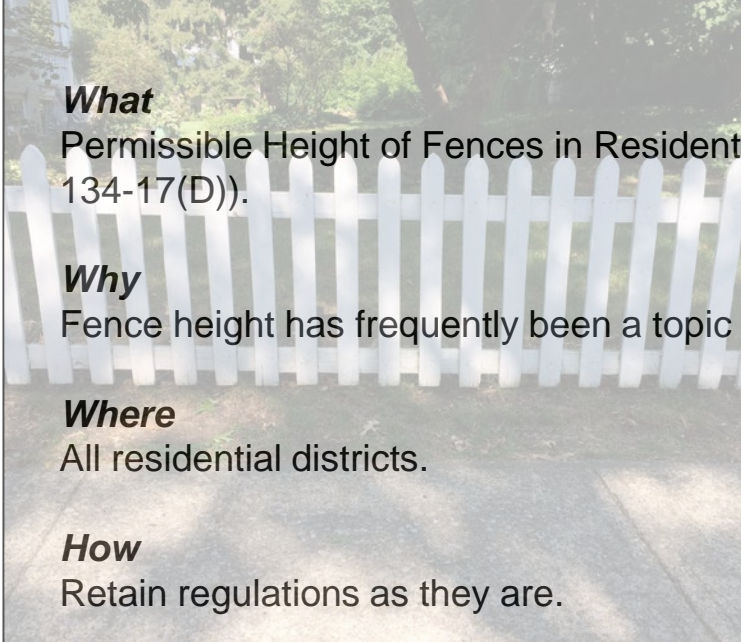 What
Permissible Height of Fences in Resident
134-17(D)).
Why
Fence height has frequently been a topic
Where
All residential districts.
How
Retain regulations as they are.